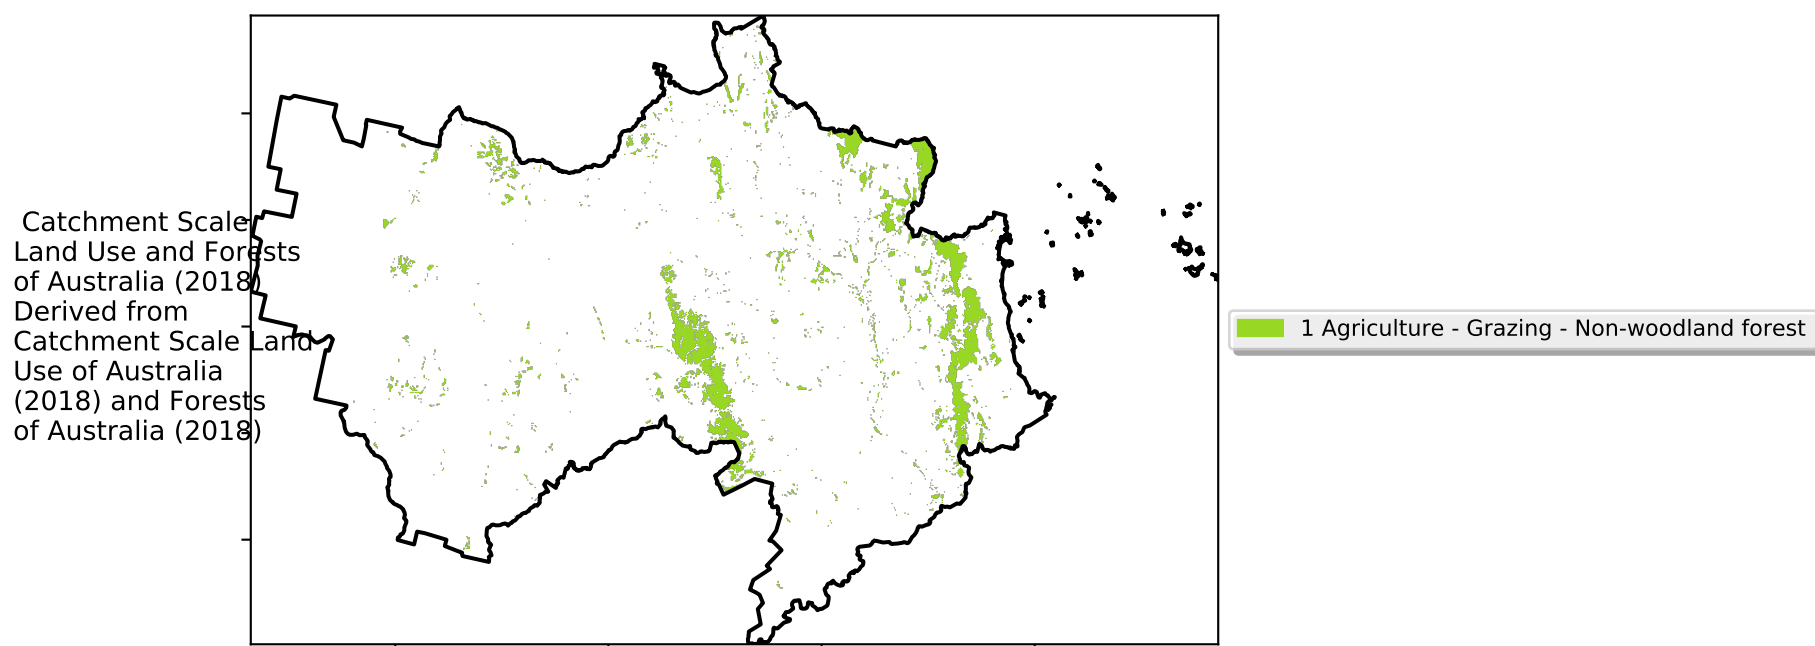 Catchment Scale
Land Use and Forests
of Australia (2018)
Derived from
Catchment Scale Land
Use of Australia
(2018) and Forests
of Australia (2018)
1 Agriculture - Grazing - Non-woodland forest